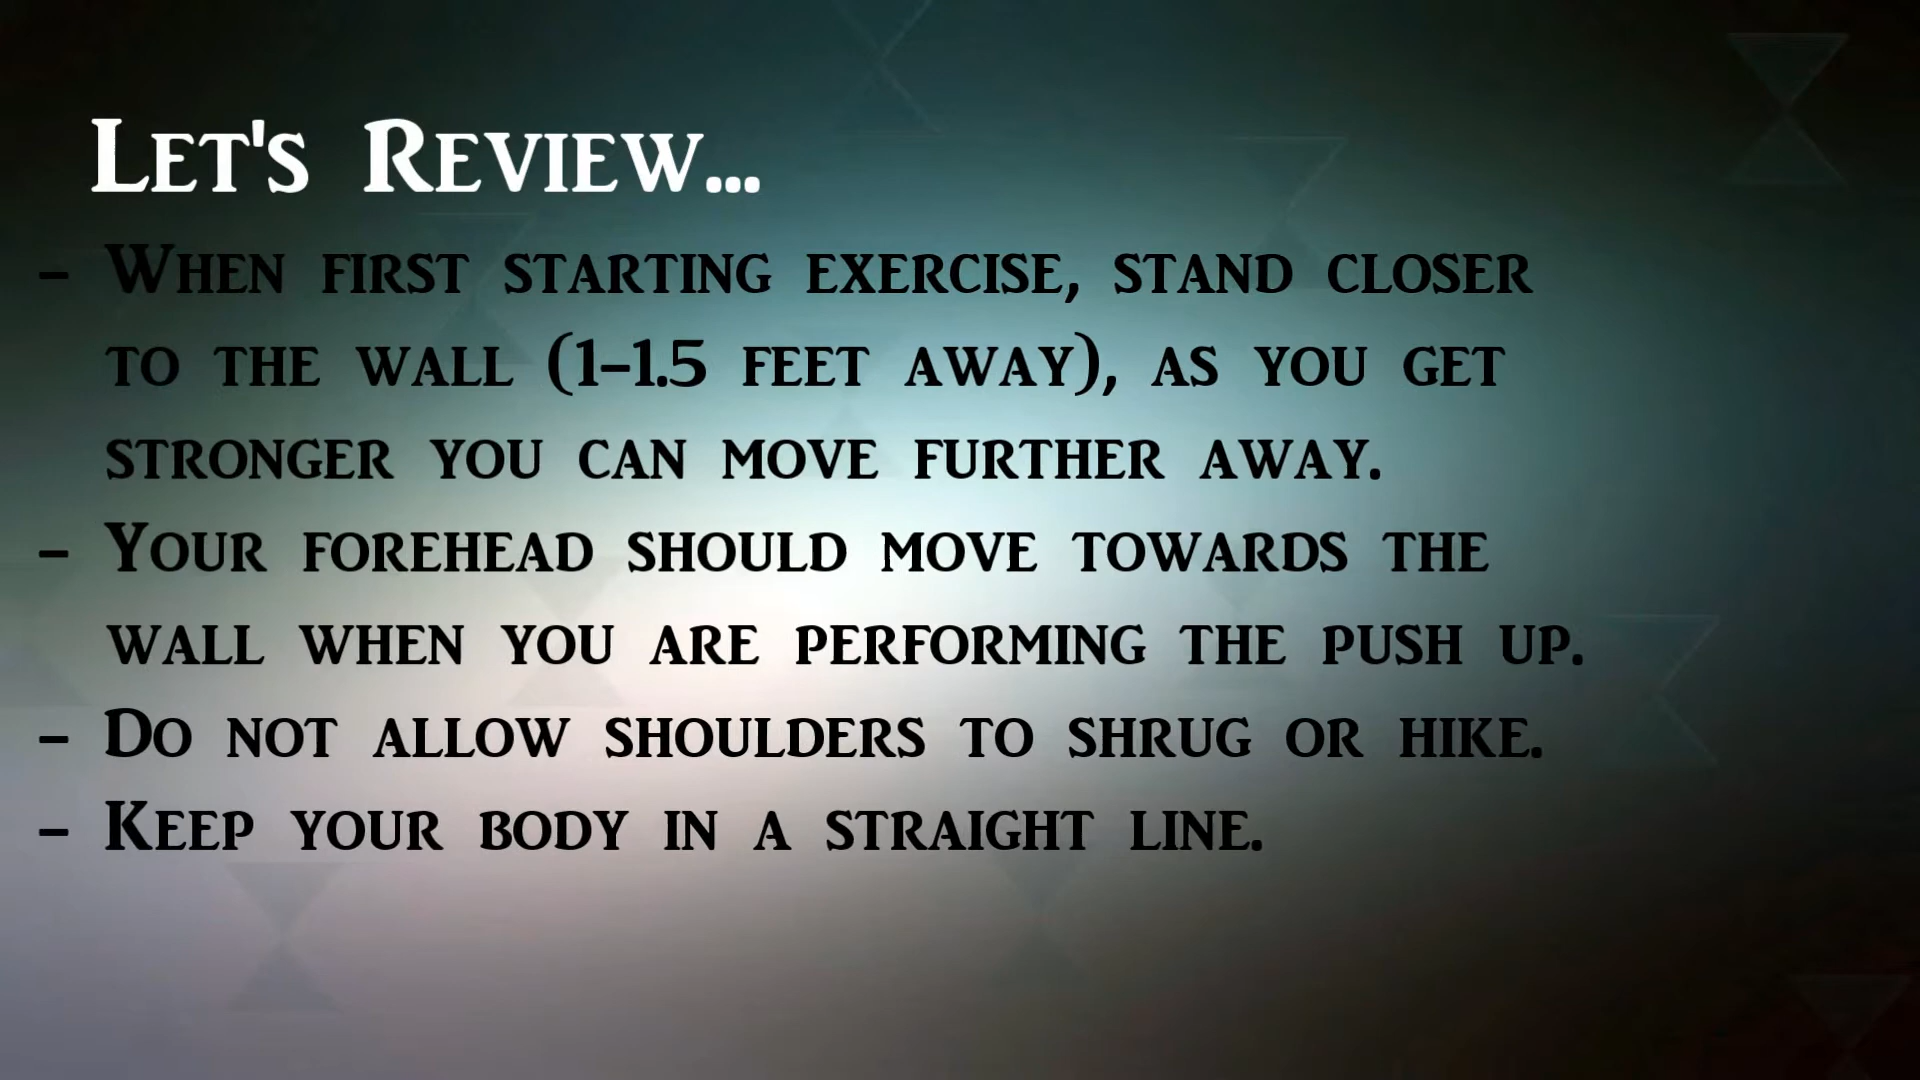 Let's Review...
- When first starting exercise, stand closer
to the wall (1-1.5 feet away), as you get
stronger you can move further away.
- Your forehead should move towards the
wall when you are performing the push up.
- Do not allow shoulders to shrug or hike.
- Keep your body in a straight line.